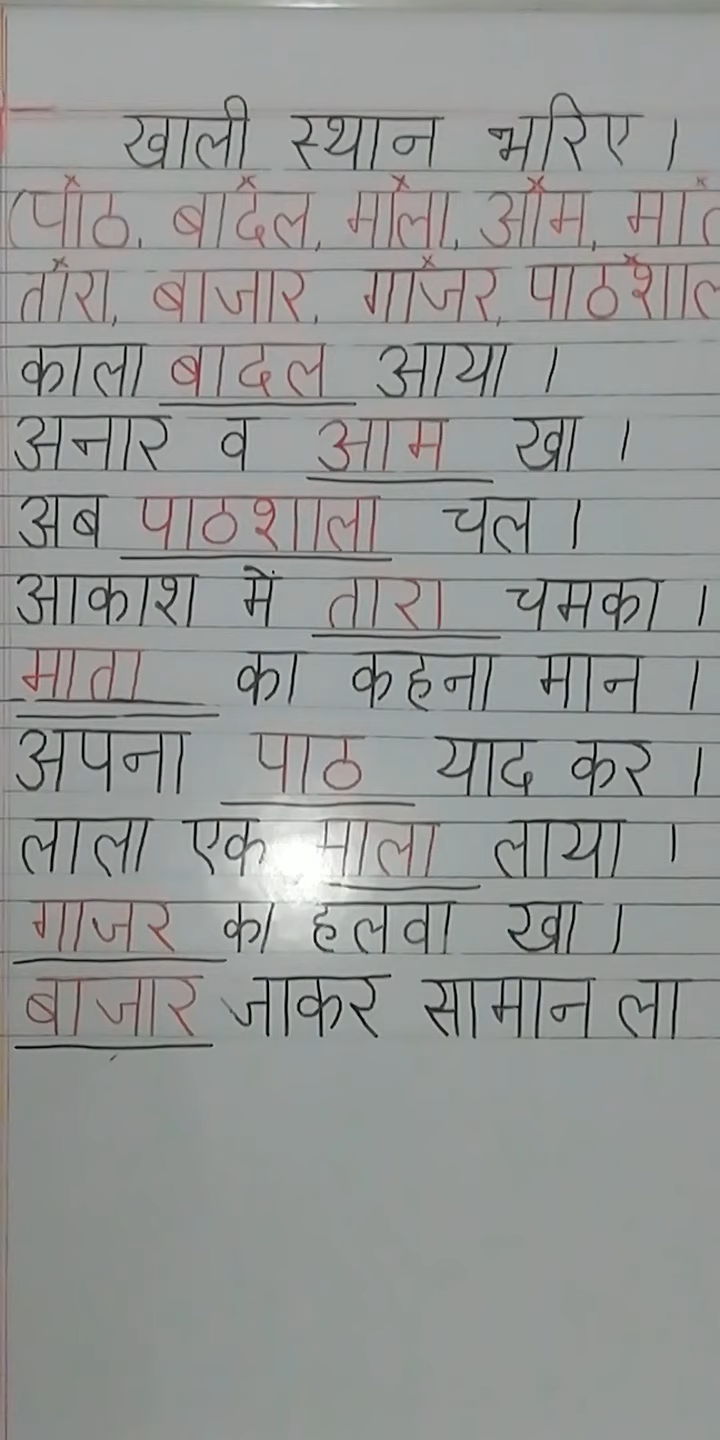 खाली स्थान भरिए।
(पाठ, बादल, माला, आम, मात
तारा, बाजार, गाजर, पाठशाल
काला बादल आया।
अनार व आम खा।
अब पाठशाला चल।
आकाश में तारा चमका।
माता का कहना मान।
अपना पाठ याद कर।
लाला एक माला लाया।
गाजर का हलवा खा।
बाजार जाकर सामान ला